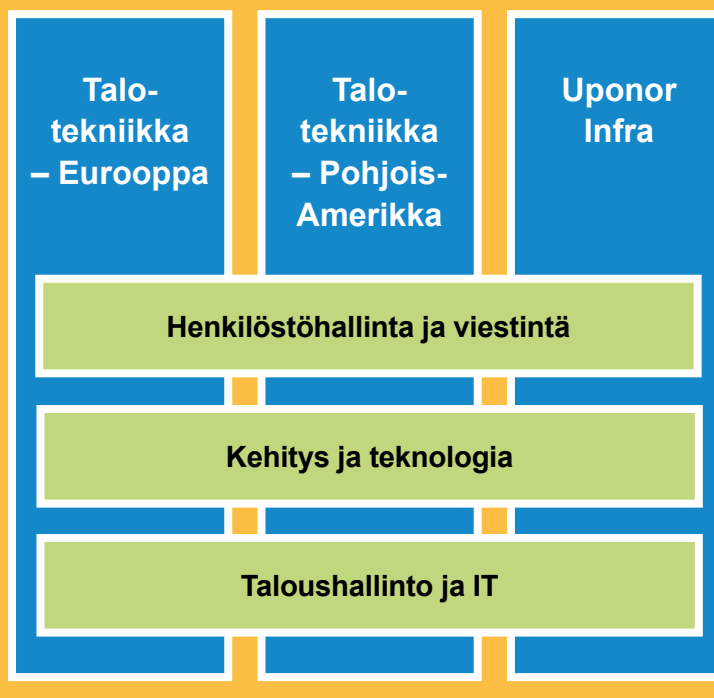 Talo-
tekniikka
– Eurooppa
Talo-
tekniikka
– Pohjois-
Amerikka
Uponor
Infra
Henkilöstöhallinta ja viestintä
Kehitys ja teknologia
Taloushallinto ja IT